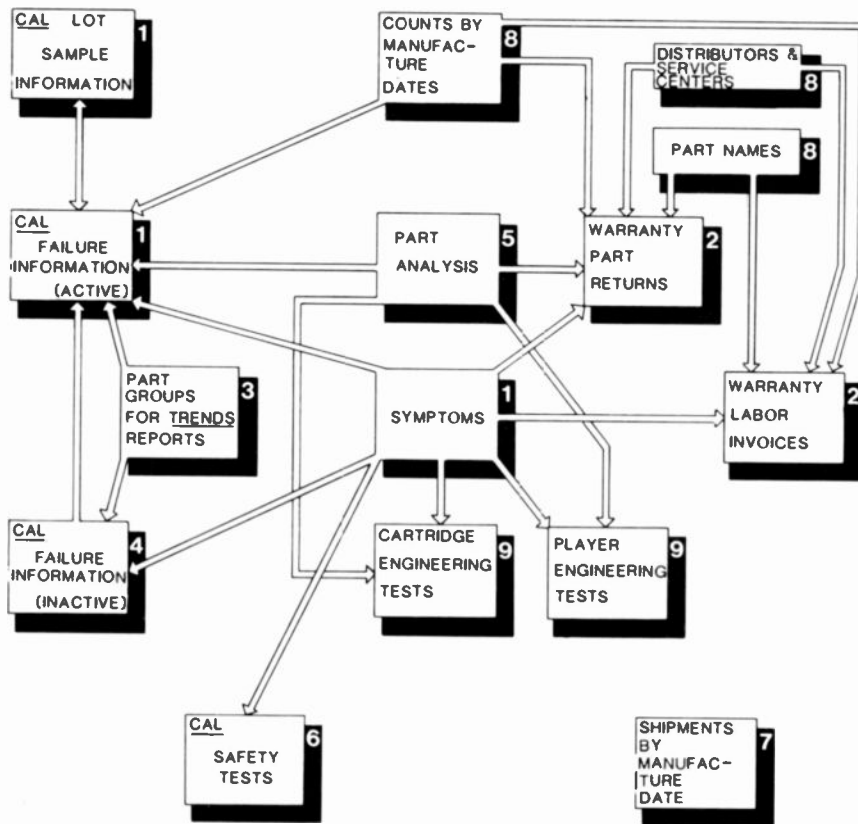 CAL LOT
SAMPLE
INFORMATION
1
COUNTS BY
MANUFAC-
TURE
DATES
8
DISTRIBUTORS &
SERVICE
CENTERS
8
PART NAMES
8
CAL
FAILURE
INFORMATION
(ACTIVE)
1
PART
ANALYSIS
5
WARRANTY
PART
RETURNS
2
PART
GROUPS
FOR TRENDS
REPORTS
3
SYMPTOMS
1
WARRANTY
LABOR
INVOICES
2
CAL
FAILURE
INFORMATION
(INACTIVE)
4
CARTRIDGE
ENGINEERING
TESTS
9
PLAYER
ENGINEERING
TESTS
9
CAL
SAFETY
TESTS
6
SHIPMENTS
BY
MANUFAC-
TURE
DATE
7